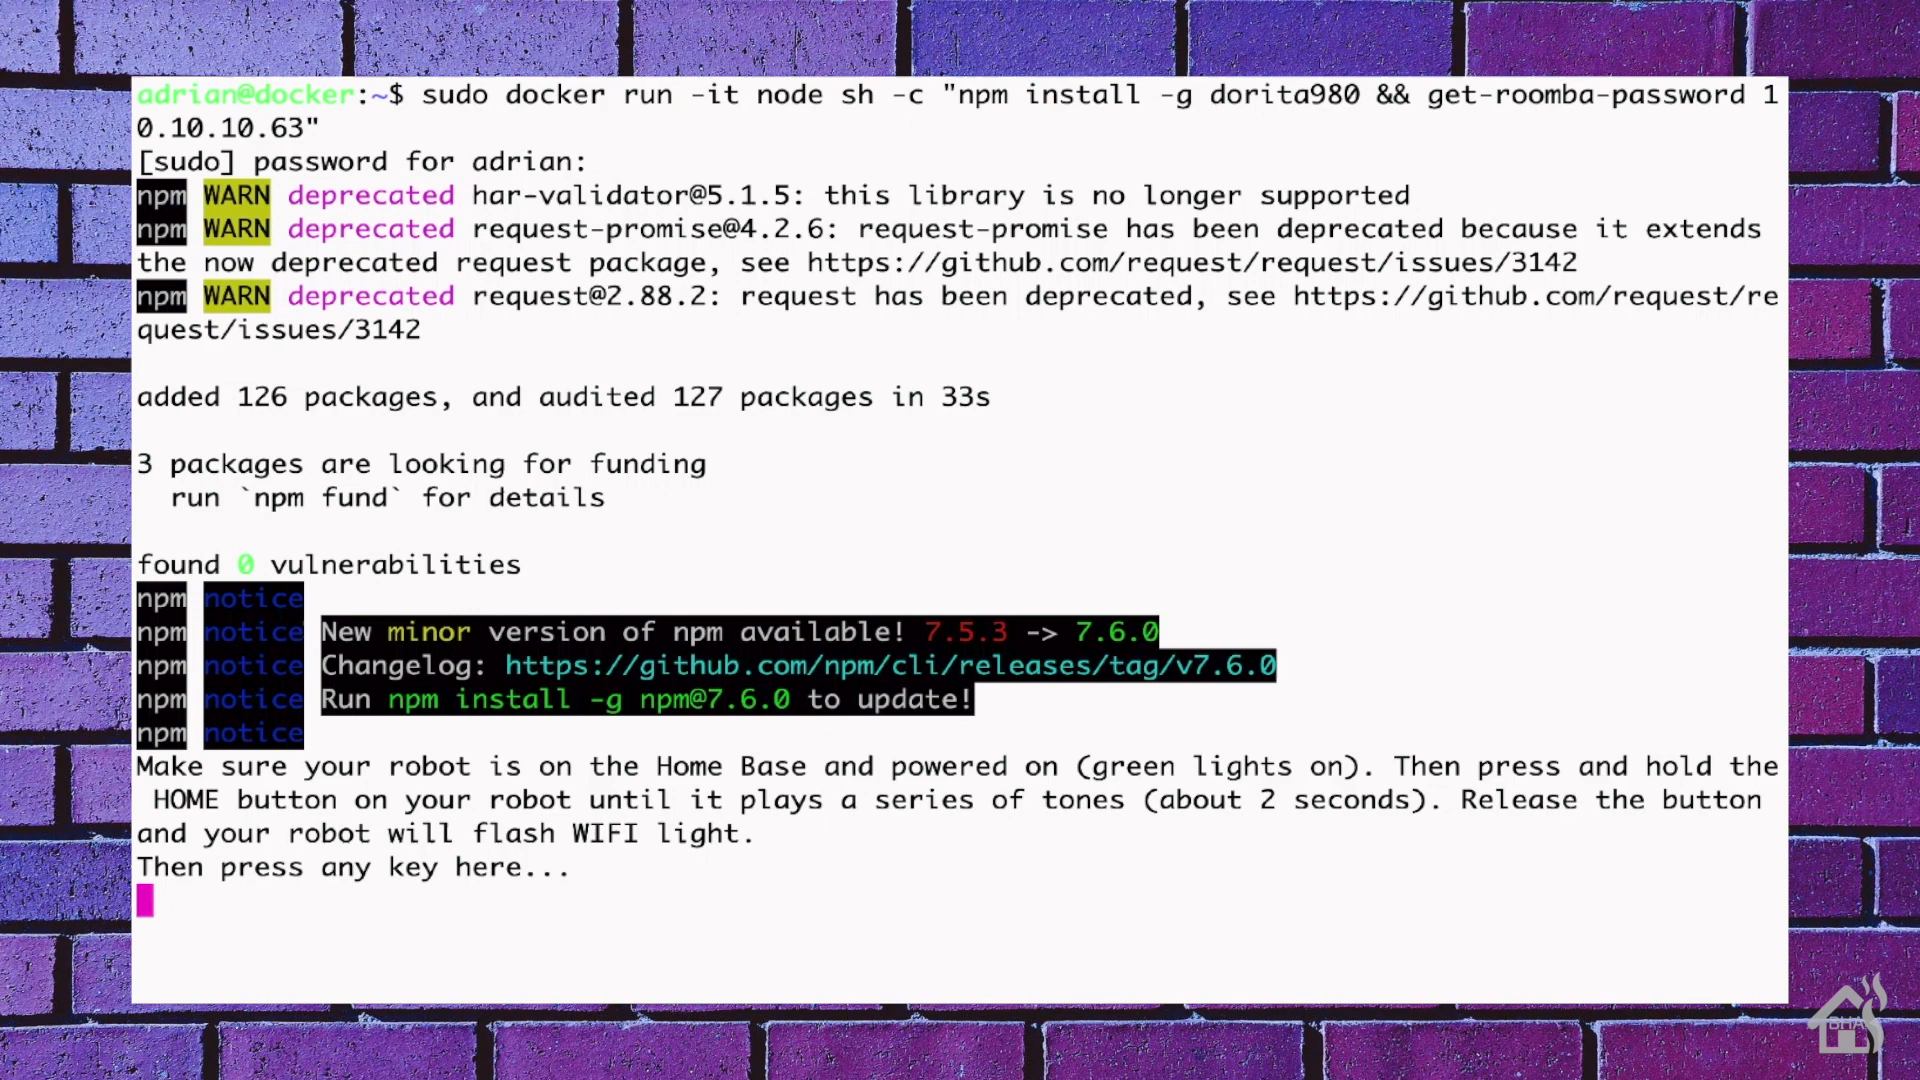 adrian@docker:~$ sudo docker run -it node sh -c "npm install -g dorita980 && get-roomba-password 1
0.10.10.63"
[sudo] password for adrian:
npm WARN deprecated har-validator@5.1.5: this library is no longer supported
npm WARN deprecated request-promise@4.2.6: request-promise has been deprecated because it extends
the now deprecated request package, see https://github.com/request/request/issues/3142
npm WARN deprecated request@2.88.2: request has been deprecated, see https://github.com/request/re
quest/issues/3142
added 126 packages, and audited 127 packages in 33s
3 packages are looking for funding
run `npm fund` for details
found 0 vulnerabilities
npm notice
npm notice New minor version of npm available! 7.5.3 -> 7.6.0
npm notice Changelog: https://github.com/npm/cli/releases/tag/v7.6.0
npm notice Run npm install -g npm@7.6.0 to update!
npm notice
Make sure your robot is on the Home Base and powered on (green lights on). Then press and hold the
HOME button on your robot until it plays a series of tones (about 2 seconds). Release the button
and your robot will flash WIFI light.
Then press any key here...
BHA